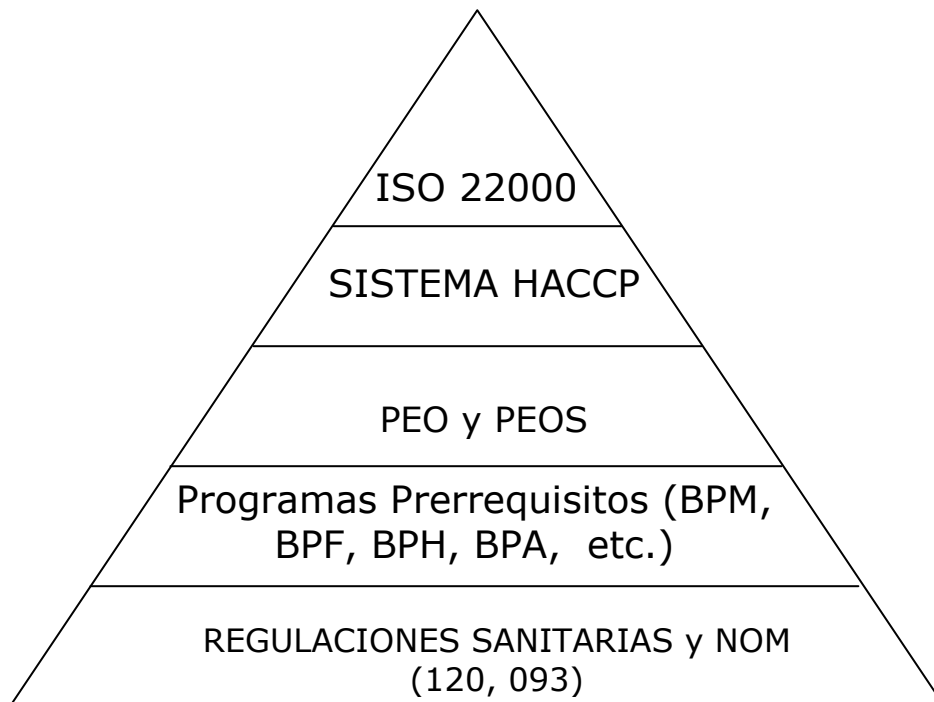 ISO 22000
SISTEMA HACCP
PEO y PEOS
Programas Prerrequisitos (BPM,
BPF, BPH, BPA, etc.)
REGULACIONES SANITARIAS y NOM
(120, 093)